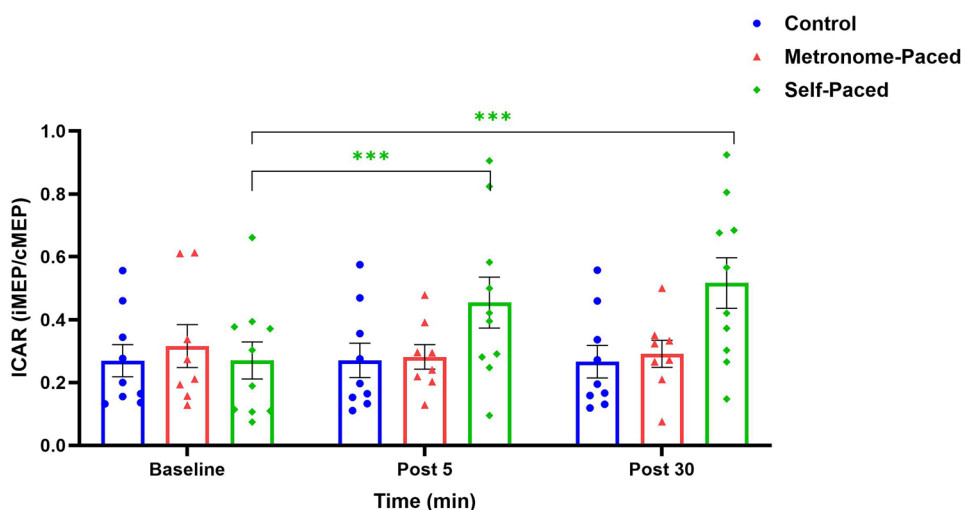 Control
Metronome-Paced
Self-Paced
***
***
1.0
0.8
0.6
0.4
0.2
0.0
ICAR (iMEP/cMEP)
Baseline
Post 5
Post 30
Time (min)